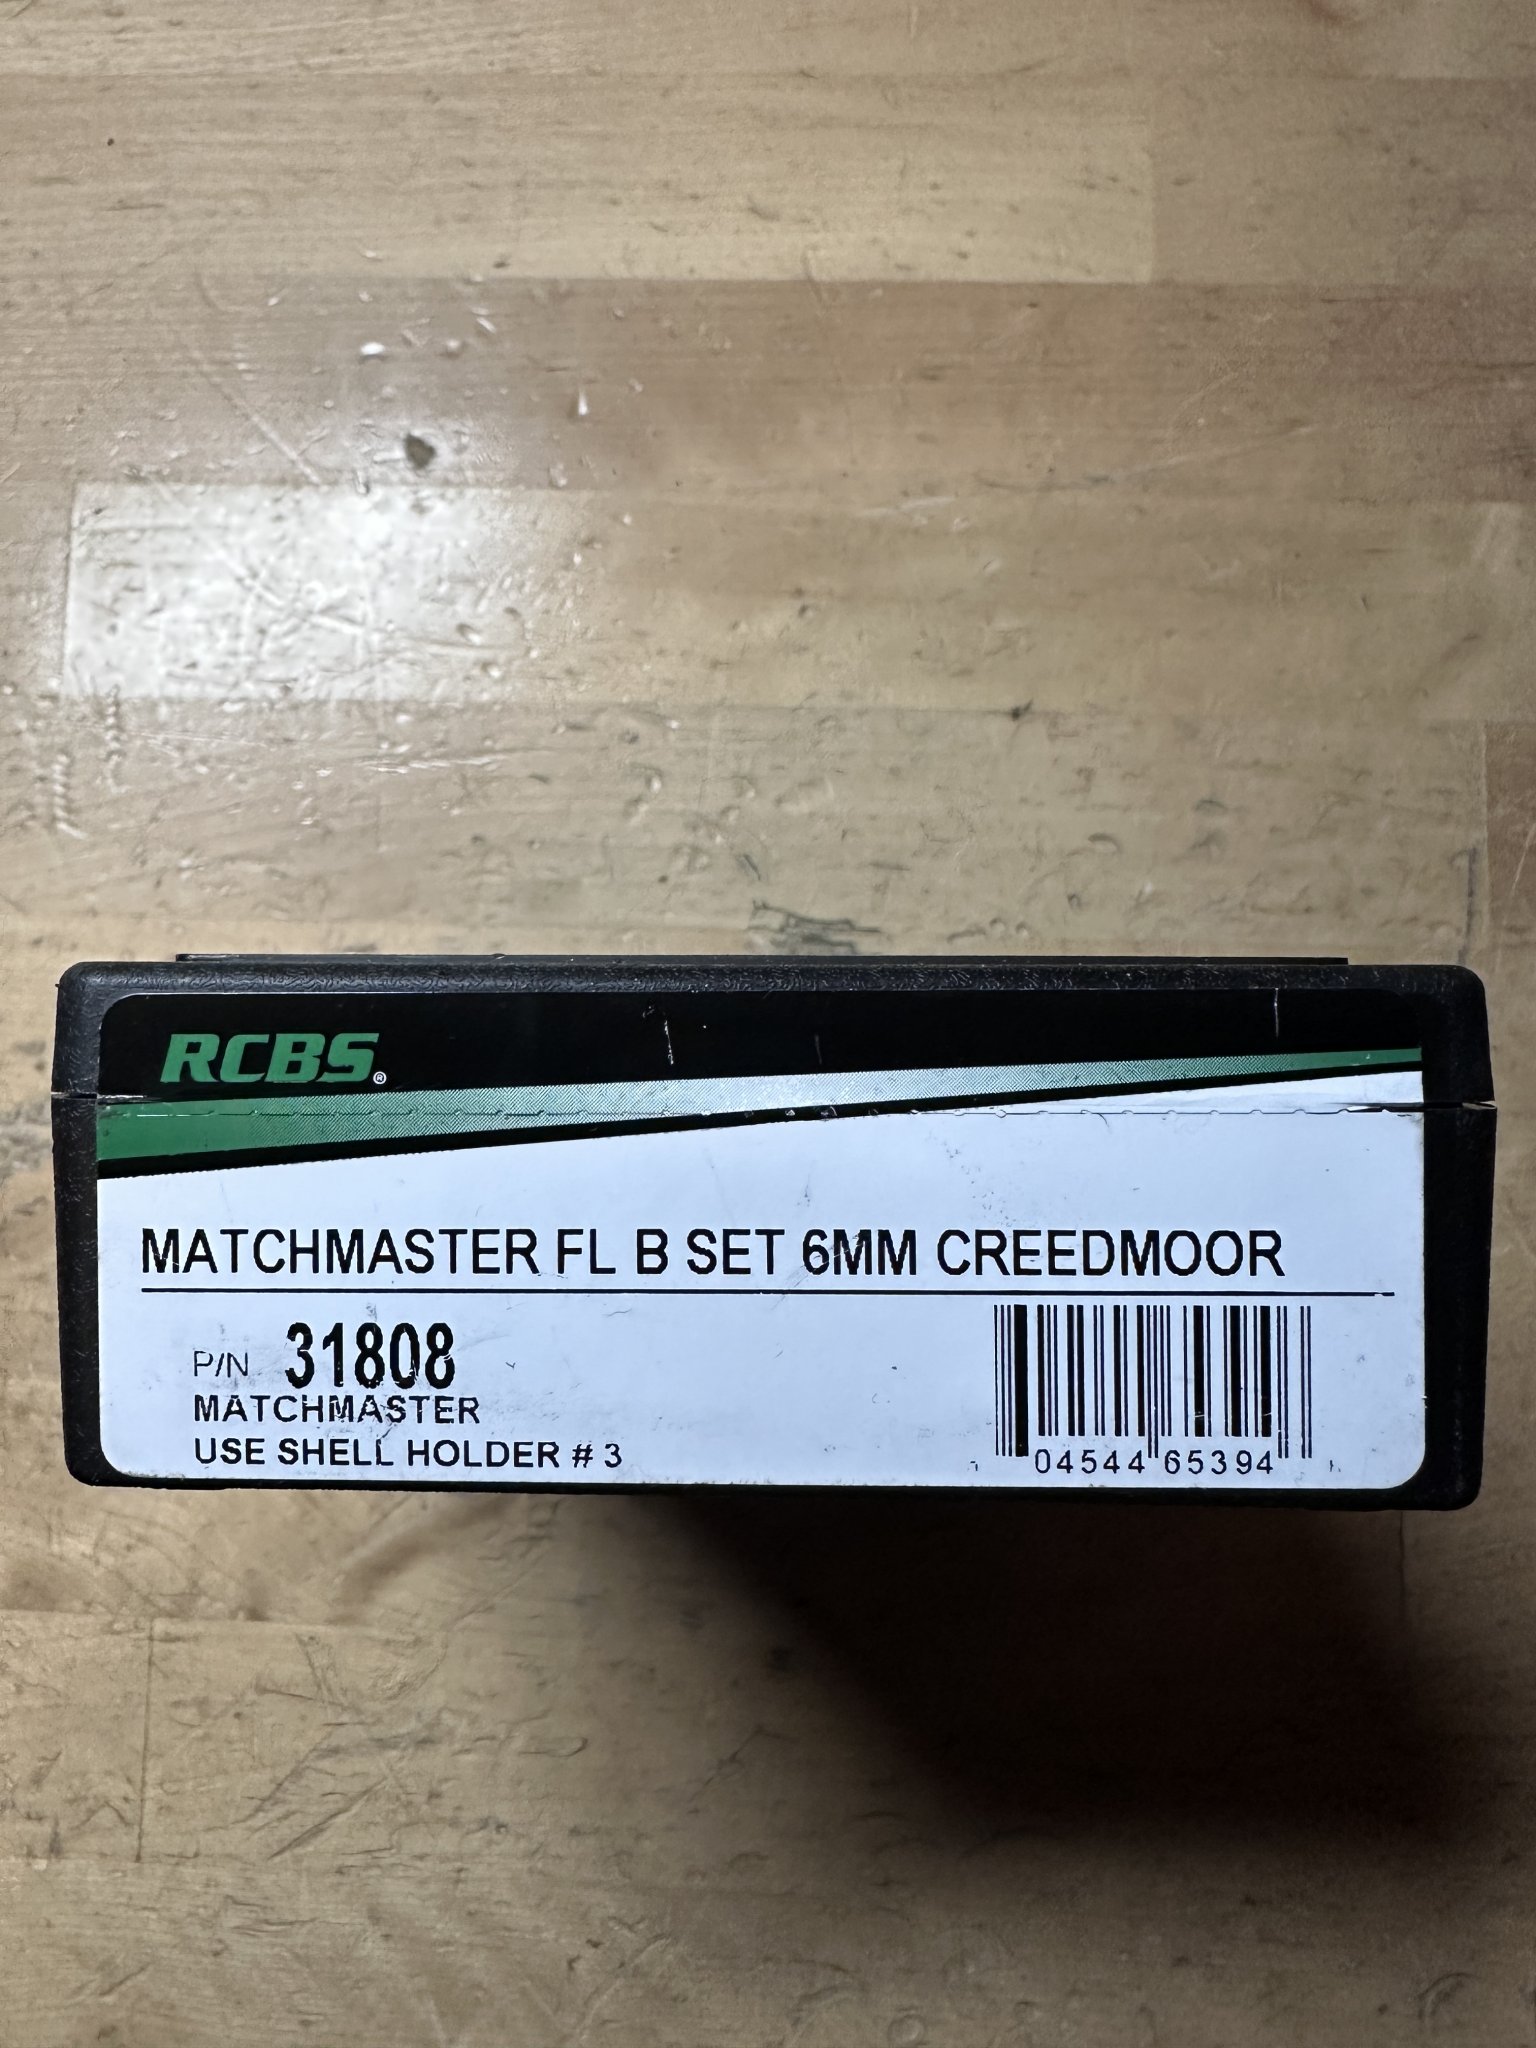 RCBS®
MATCHMASTER FL B SET 6MM CREEDMOOR
P/N 31808
MATCHMASTER
USE SHELL HOLDER # 3
04544 65394